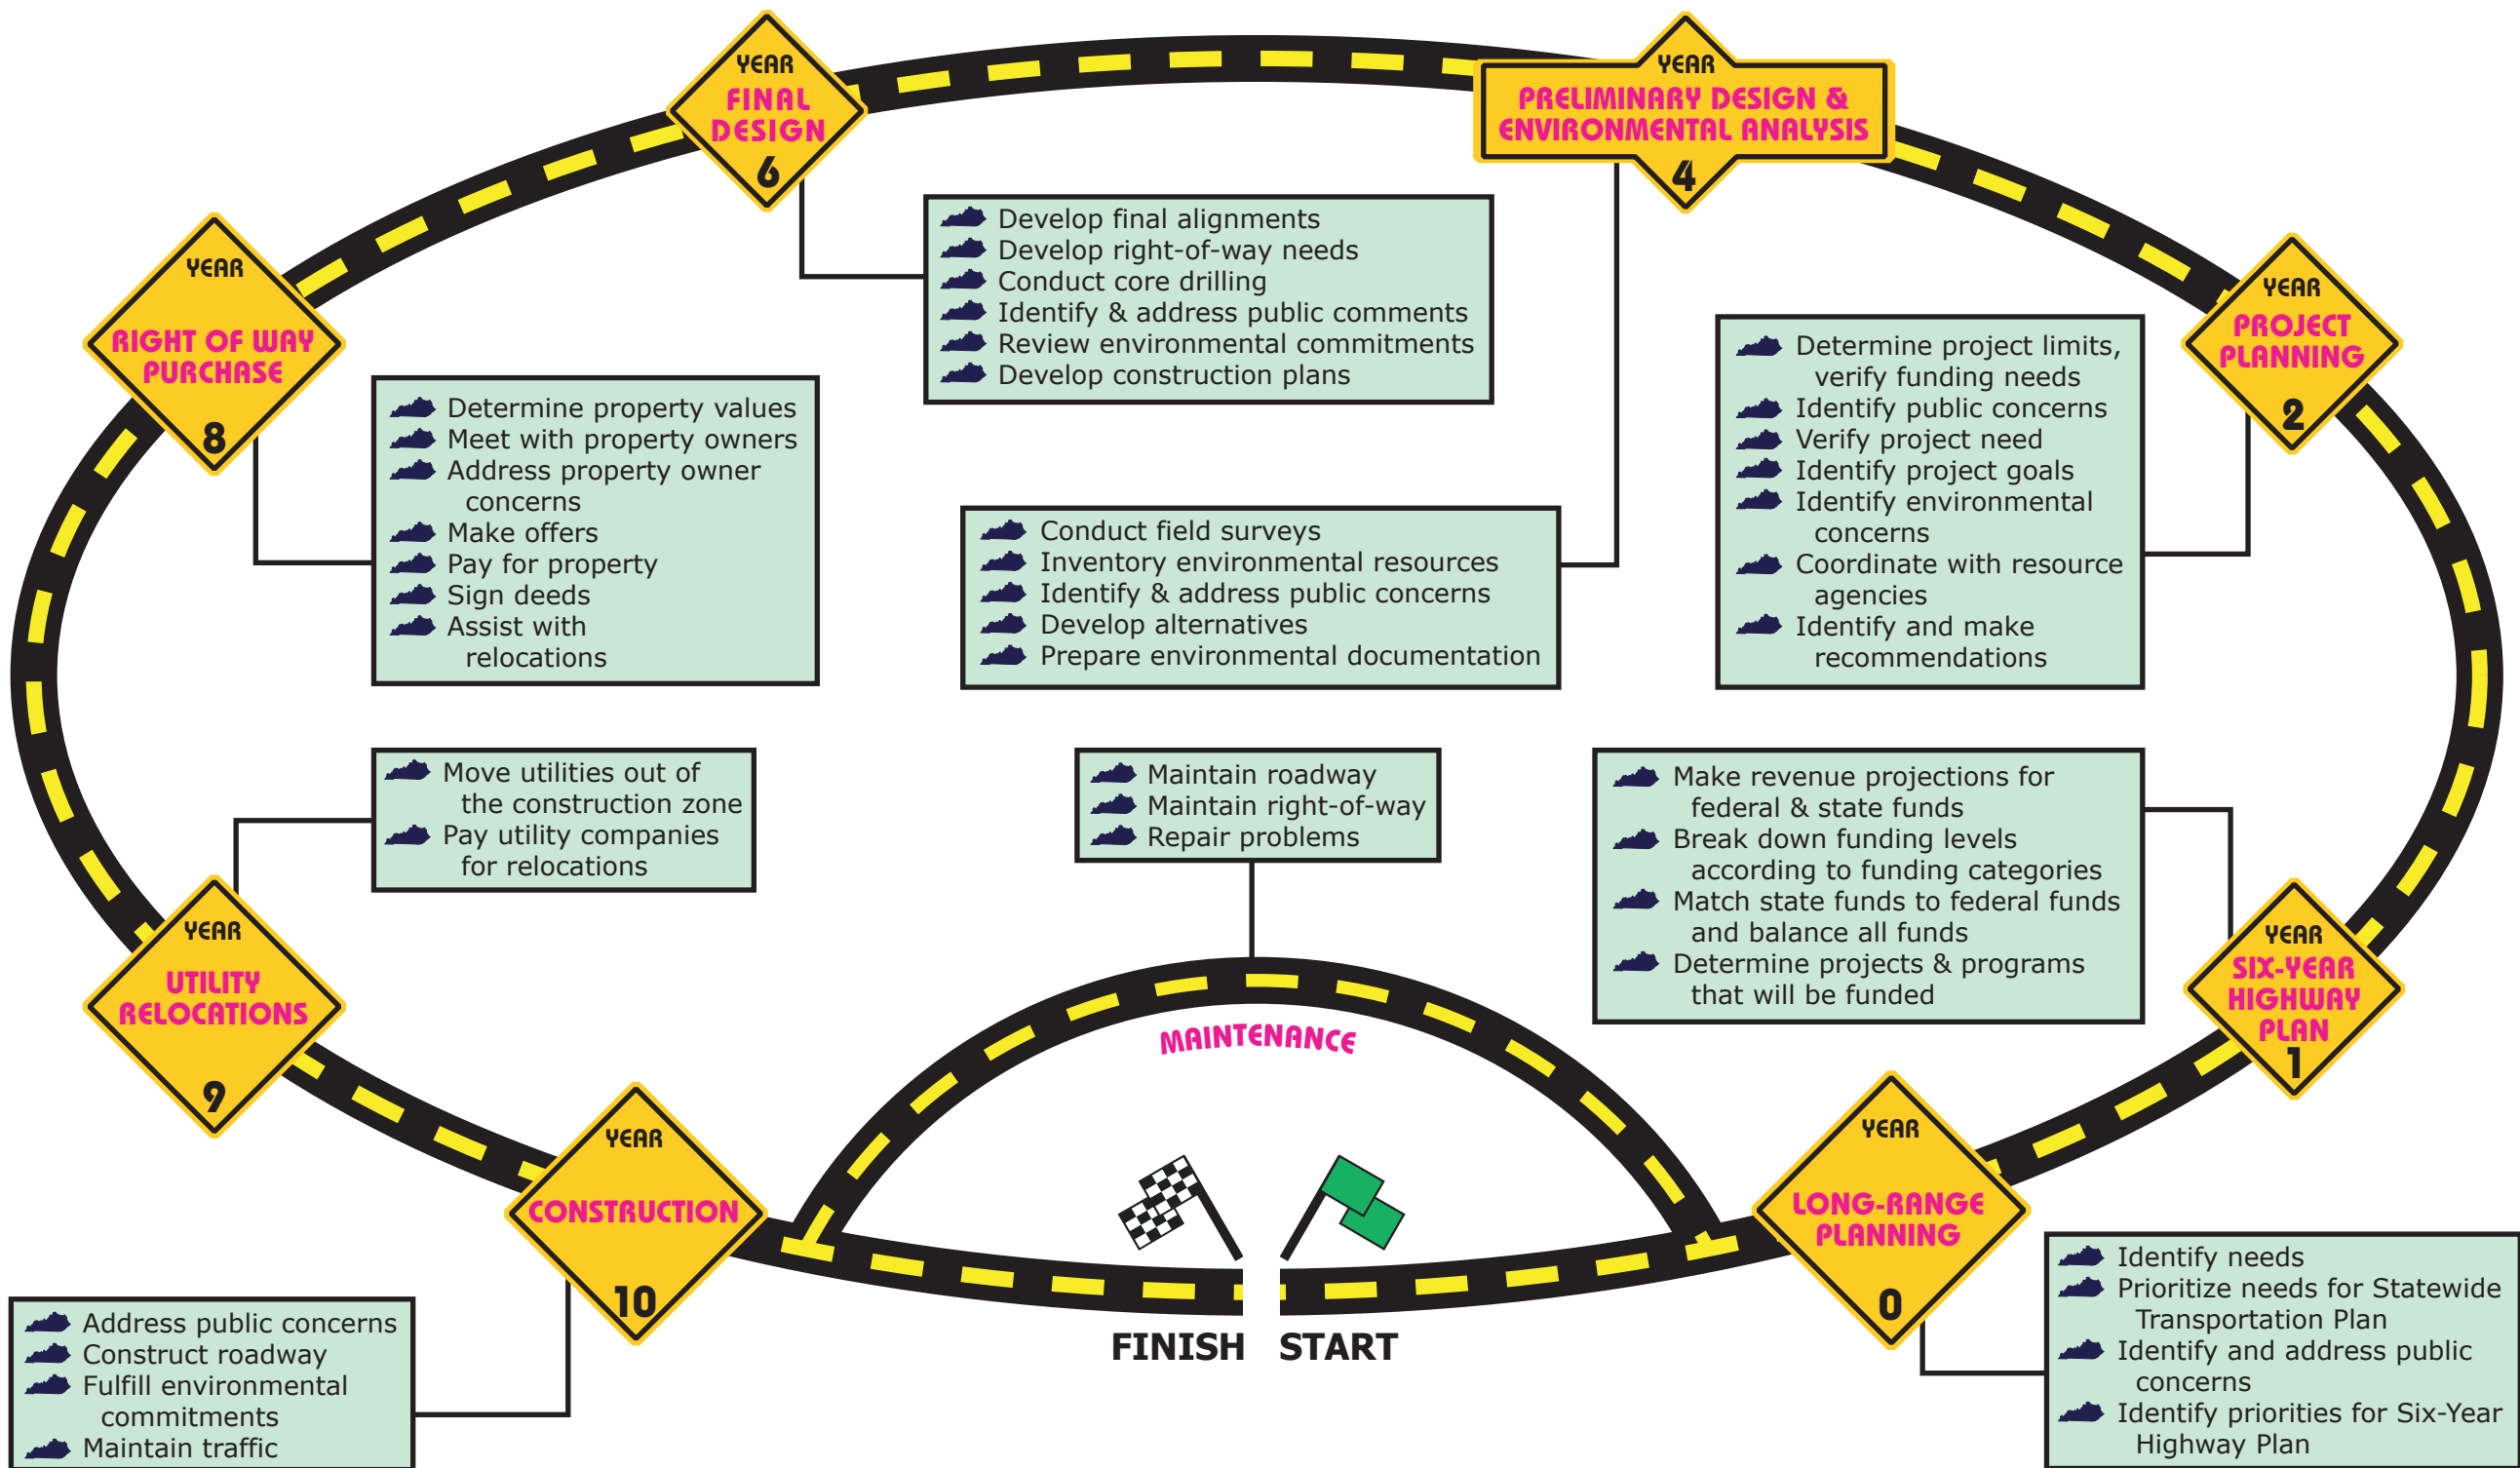 YEAR
FINAL
DESIGN
6
Develop final alignments
Develop right-of-way needs
Conduct core drilling
Identify & address public comments
Review environmental commitments
Develop construction plans
YEAR
PRELIMINARY DESIGN &
ENVIRONMENTAL ANALYSIS
4
Conduct field surveys
Inventory environmental resources
Identify & address public concerns
Develop alternatives
Prepare environmental documentation
YEAR
RIGHT OF WAY
PURCHASE
8
Determine property values
Meet with property owners
Address property owner
concerns
Make offers
Pay for property
Sign deeds
Assist with
relocations
YEAR
PROJECT
PLANNING
2
Determine project limits,
verify funding needs
Identify public concerns
Verify project need
Identify project goals
Identify environmental
concerns
Coordinate with resource
agencies
Identify and make
recommendations
Move utilities out of
the construction zone
Pay utility companies
for relocations
YEAR
UTILITY
RELOCATIONS
9
Maintain roadway
Maintain right-of-way
Repair problems
MAINTENANCE
Make revenue projections for
federal & state funds
Break down funding levels
according to funding categories
Match state funds to federal funds
and balance all funds
Determine projects & programs
that will be funded
YEAR
SIX-YEAR
HIGHWAY
PLAN
1
YEAR
CONSTRUCTION
10
Address public concerns
Construct roadway
Fulfill environmental
commitments
Maintain traffic
FINISH START
YEAR
LONG-RANGE
PLANNING
0
Identify needs
Prioritize needs for Statewide
Transportation Plan
Identify and address public
concerns
Identify priorities for Six-Year
Highway Plan